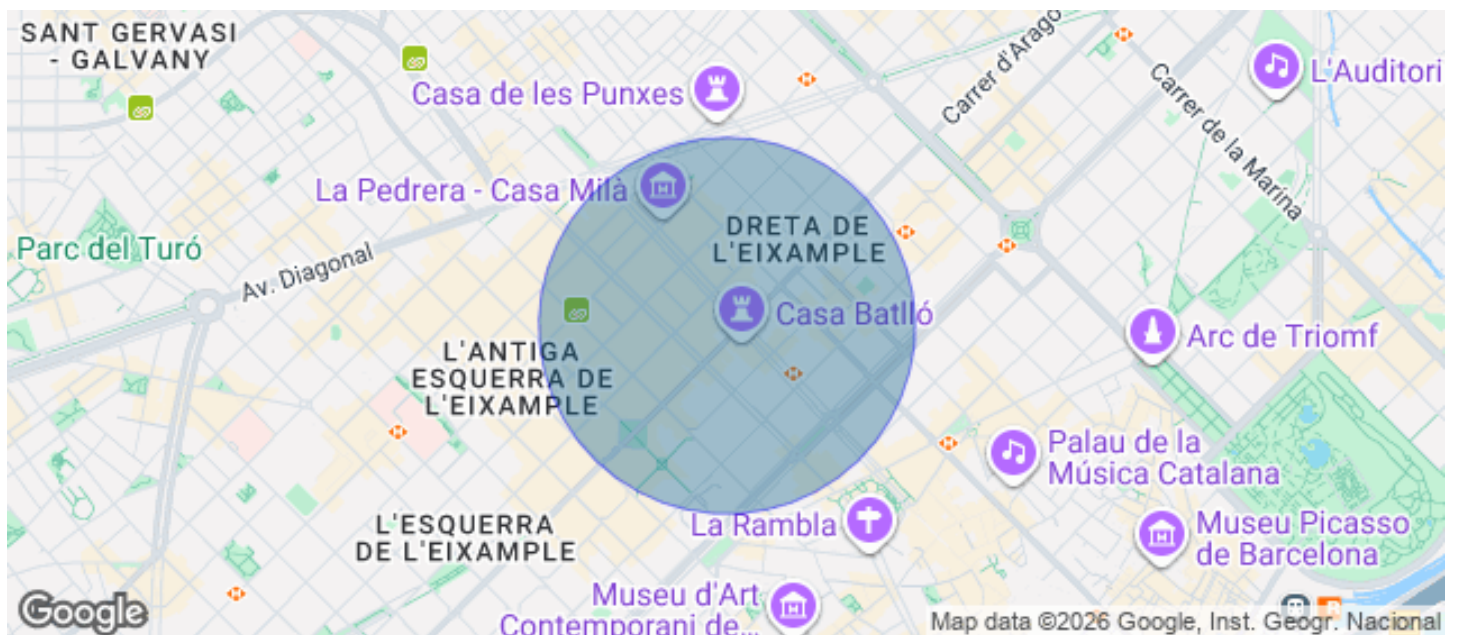 SANT GERVASI
- GALVANY
Casa de les Punxes
Carrer d'Arago
L'Auditori
Carrer de la Marina
La Pedrera - Casa Milà
DRETA DE
L'EIXAMPLE
Parc del Turó
Av. Diagonal
Casa Batlló
Arc de Triomf
L'ANTIGA
ESQUERRA DE
L'EIXAMPLE
Palau de la
Música Catalana
L'ESQUERRA
DE L'EIXAMPLE
La Rambla
Museu Picasso
de Barcelona
Museu d'Art
Contemporani de...
Google
Map data ©2026 Google, Inst. Geogr. Nacional